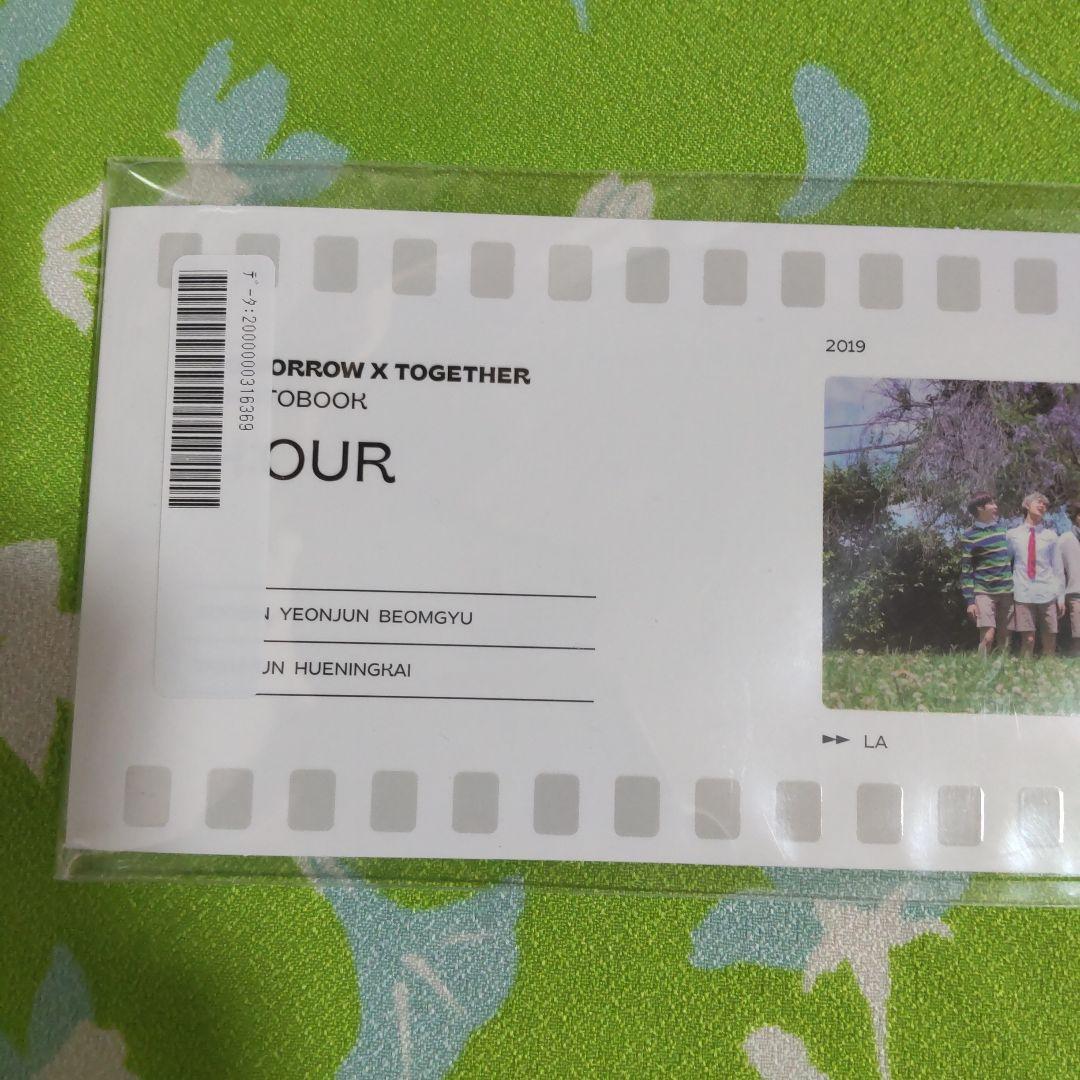 データ:2000000316369
ORROW X TOGETHER
TOBOOK
OUR
N YEONJUN BEOMGYU
UN HUENINGKAI
2019
LA